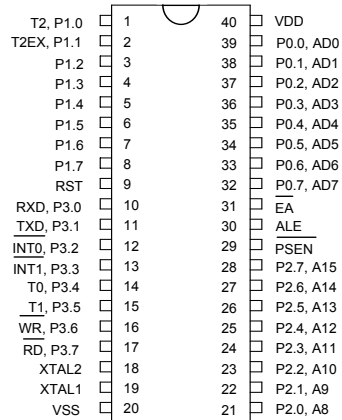 T2, P1.0 1 40 VDD
T2EX, P1.1 2 39 P0.0, AD0
P1.2 3 38 P0.1, AD1
P1.3 4 37 P0.2, AD2
P1.4 5 36 P0.3, AD3
P1.5 6 35 P0.4, AD4
P1.6 7 34 P0.5, AD5
P1.7 8 33 P0.6, AD6
RST 9 32 P0.7, AD7
RXD, P3.0 10 31 EA
TXD, P3.1 11 30 ALE
INT0, P3.2 12 29 PSEN
INT1, P3.3 13 28 P2.7, A15
T0, P3.4 14 27 P2.6, A14
T1, P3.5 15 26 P2.5, A13
WR, P3.6 16 25 P2.4, A12
RD, P3.7 17 24 P2.3, A11
XTAL2 18 23 P2.2, A10
XTAL1 19 22 P2.1, A9
VSS 20 21 P2.0, A8